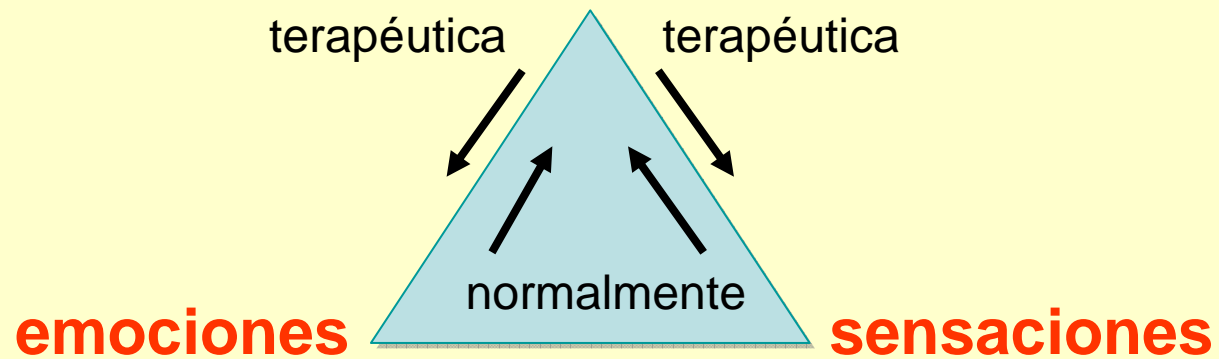 terapéutica terapéutica
normalmente
emociones sensaciones